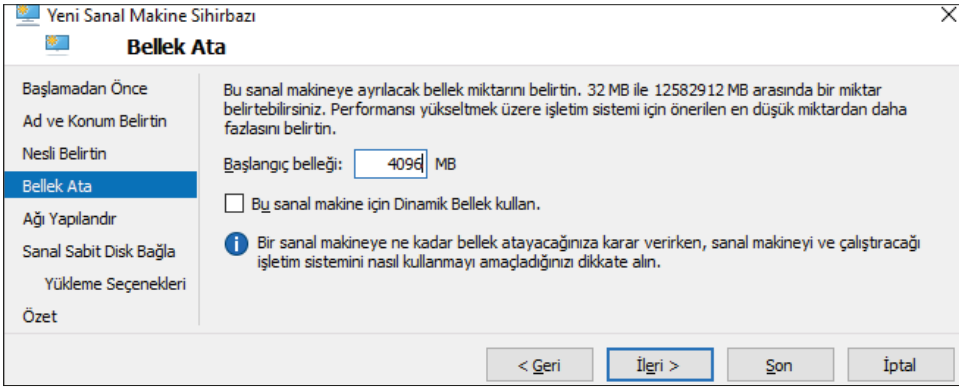 Yeni Sanal Makine Sihirbazı
Bellek Ata
Başlamadan Önce
Ad ve Konum Belirtin
Nesli Belirtin
Bellek Ata
Ağı Yapılandır
Sanal Sabit Disk Bağla
Yükleme Seçenekleri
Özet
Bu sanal makineye ayrılacak bellek miktarını belirtin. 32 MB ile 12582912 MB arasında bir miktar
belirtebilirsiniz. Performansı yükseltmek üzere işletim sistemi için önerilen en düşük miktardan daha
fazlasını belirtin.
Başlangıç belleği: 4096 MB
Bu sanal makine için Dinamik Bellek kullan.
Bir sanal makineye ne kadar bellek atayacağınıza karar verirken, sanal makineyi ve çalıştıracağı
işletim sistemini nasıl kullanmayı amaçladığınızı dikkate alın.
< Geri İleri > Son İptal